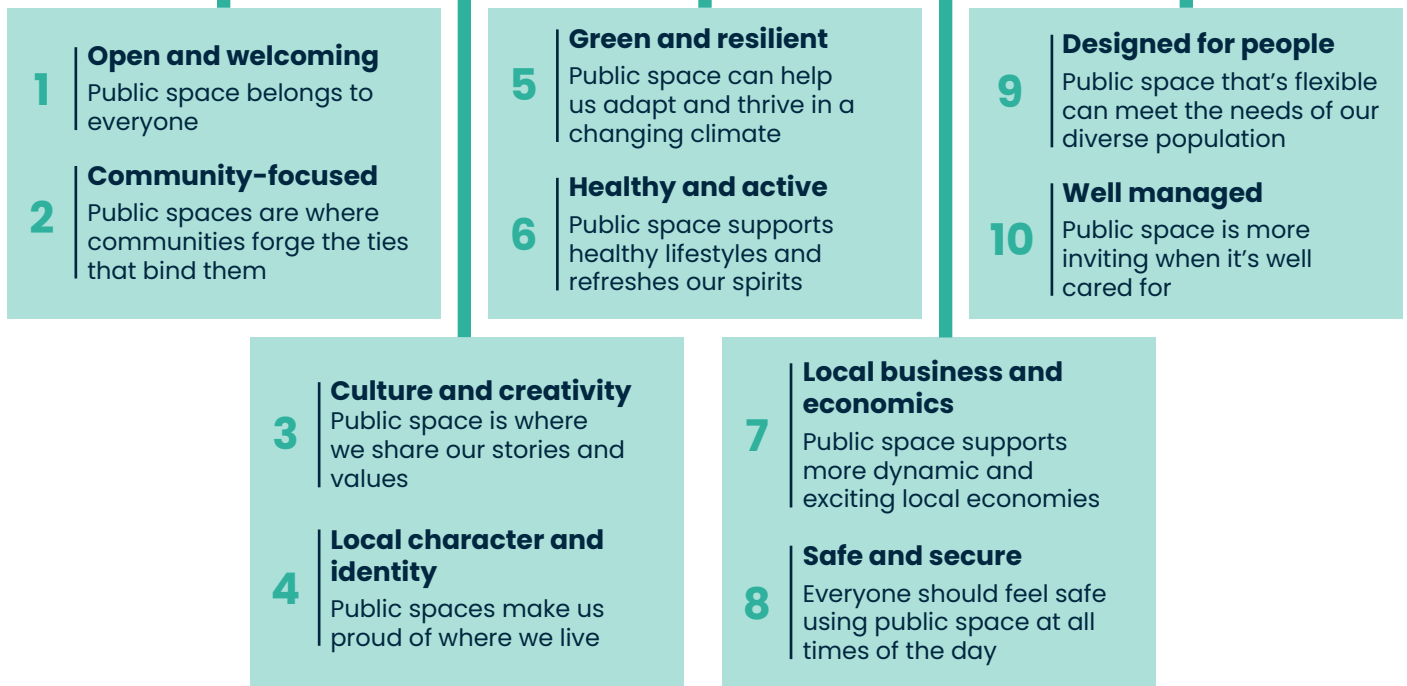 1
Open and welcoming
Public space belongs to
everyone
2
Community-focused
Public spaces are where
communities forge the ties
that bind them
3
Culture and creativity
Public space is where
we share our stories and
values
4
Local character and
identity
Public spaces make us
proud of where we live
5
Green and resilient
Public space can help
us adapt and thrive in a
changing climate
6
Healthy and active
Public space supports
healthy lifestyles and
refreshes our spirits
7
Local business and
economics
Public space supports
more dynamic and
exciting local economies
8
Safe and secure
Everyone should feel safe
using public space at all
times of the day
9
Designed for people
Public space that’s flexible
can meet the needs of our
diverse population
10
Well managed
Public space is more
inviting when it’s well
cared for